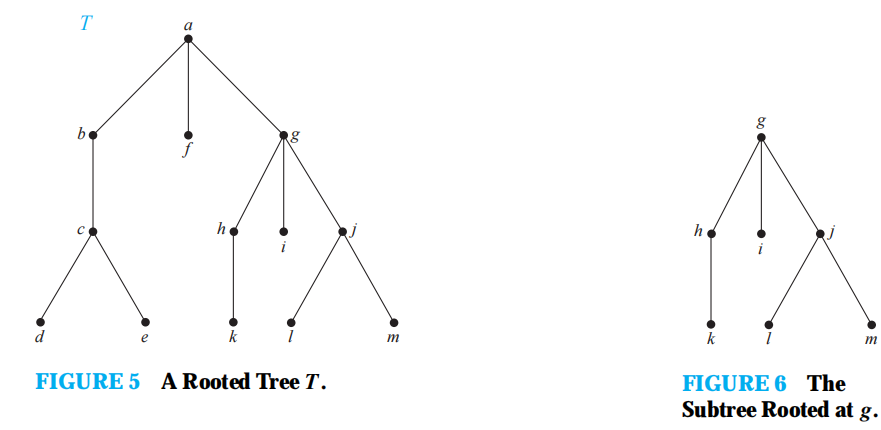 T
a
b
f
g
c
h
i
j
d
e
k
l
m
FIGURE 5 A Rooted Tree T.
g
h
i
j
k
l
m
FIGURE 6 The
Subtree Rooted at g.